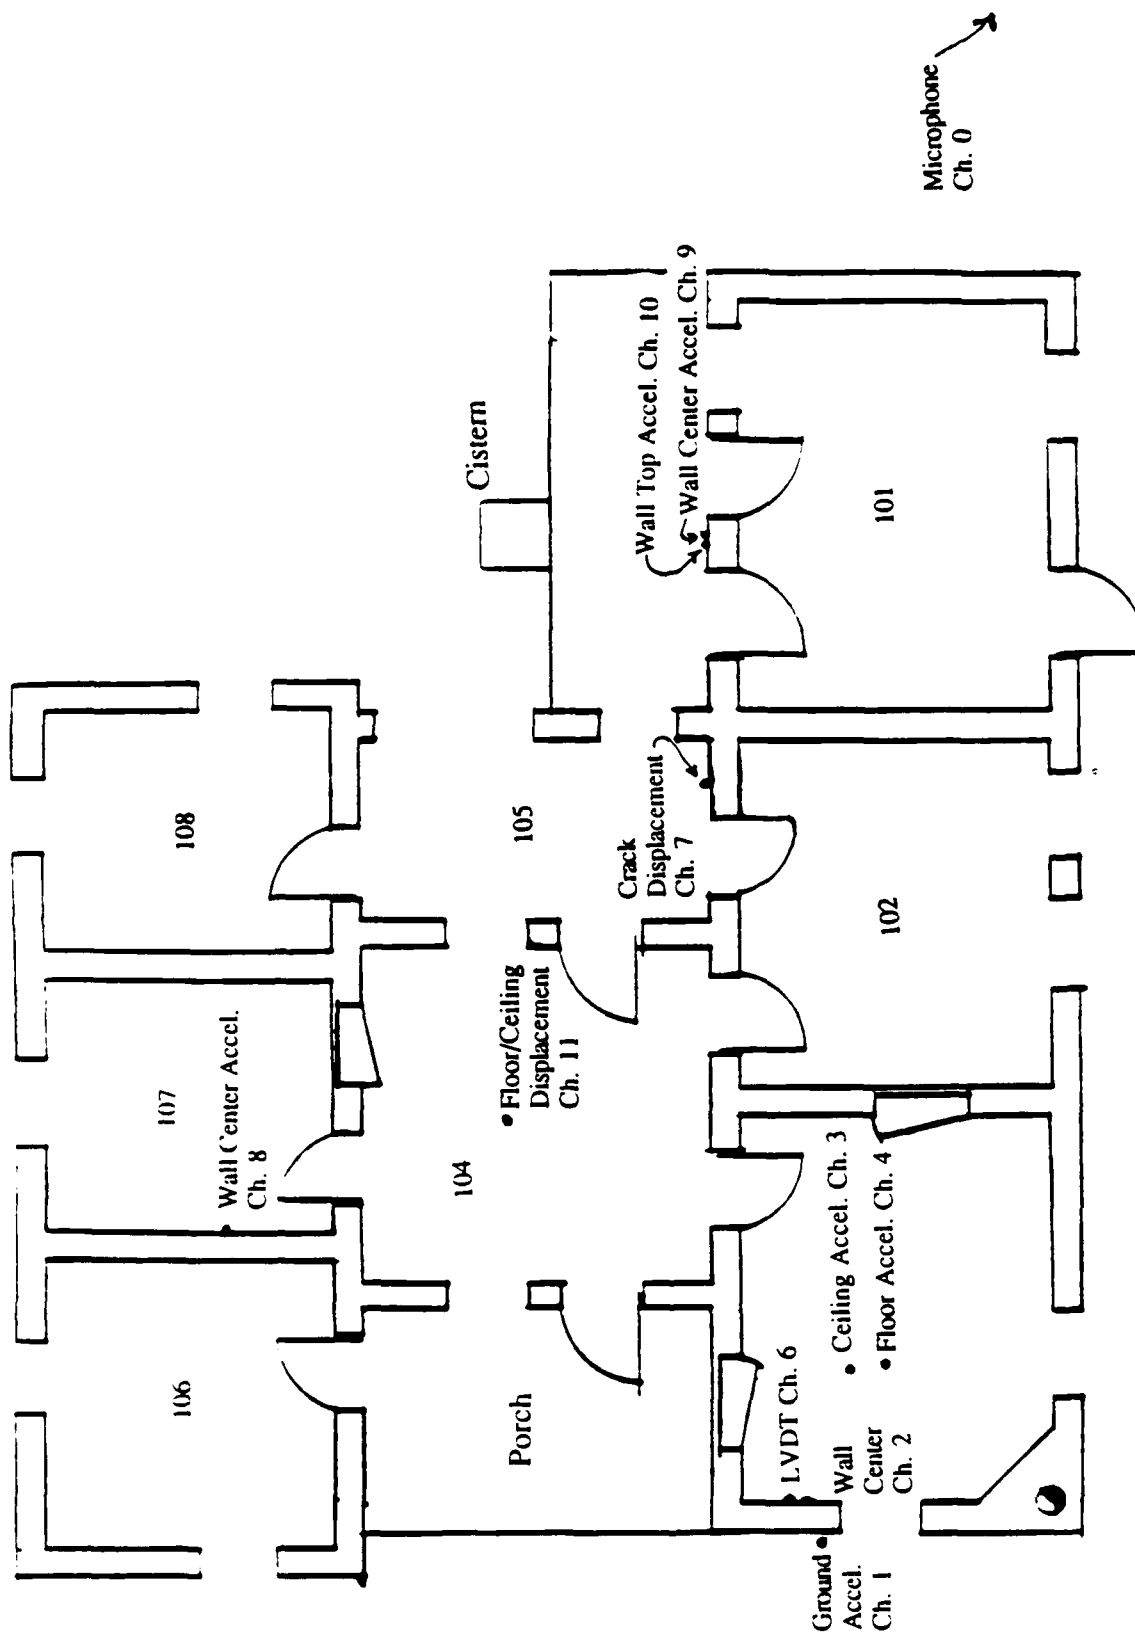 Microphone
Ch. 0
Cistern
Wall Top Accel. Ch. 10
Wall Center Accel. Ch. 9
101
108
105
Crack
Displacement
Ch. 7
102
107
Wall Center Accel.
Ch. 8
Floor/Ceiling
Displacement
Ch. 11
104
106
Porch
LVDT Ch. 6
Ceiling Accel. Ch. 3
Floor Accel. Ch. 4
Wall
Center
Ch. 2
Ground
Accel.
Ch. 1